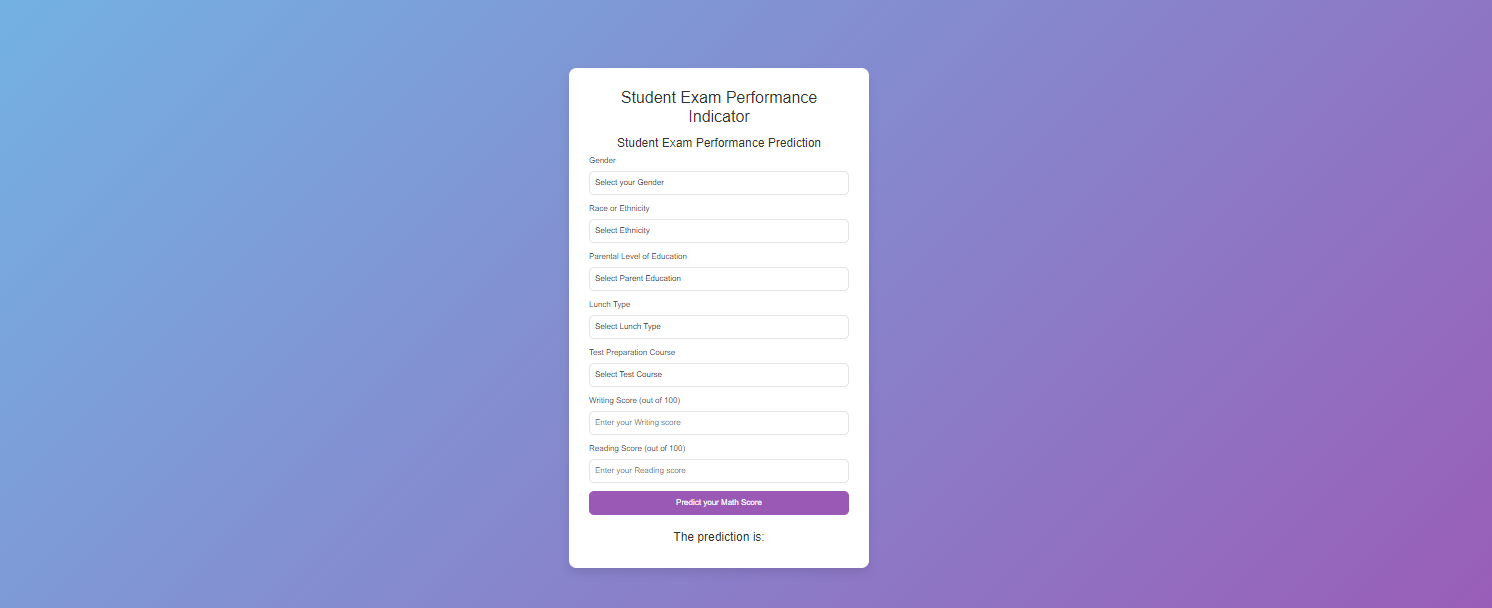 Student Exam Performance
Indicator
Student Exam Performance Prediction
Gender
Select your Gender
Race or Ethnicity
Select Ethnicity
Parental Level of Education
Select Parent Education
Lunch Type
Select Lunch Type
Test Preparation Course
Select Test Course
Writing Score (out of 100)
Enter your Writing score
Reading Score (out of 100)
Enter your Reading score
Predict your Math Score
The prediction is: